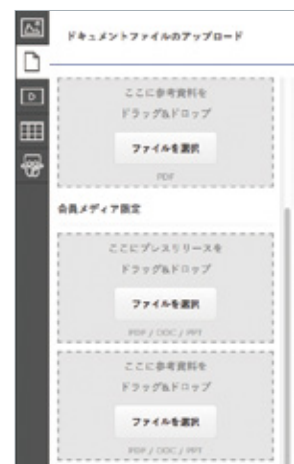 ドキュメントファイルのアップロード
D
ここに参考資料を
ドラッグ&ドロップ
ファイルを選択
PDF
会員メディア限定
ここにプレスリリースを
ドラッグ&ドロップ
ファイルを選択
PDF / DOC / PPT
ここに参考資料を
ドラッグ&ドロップ
ファイルを選択
PDF / DOC / PPT